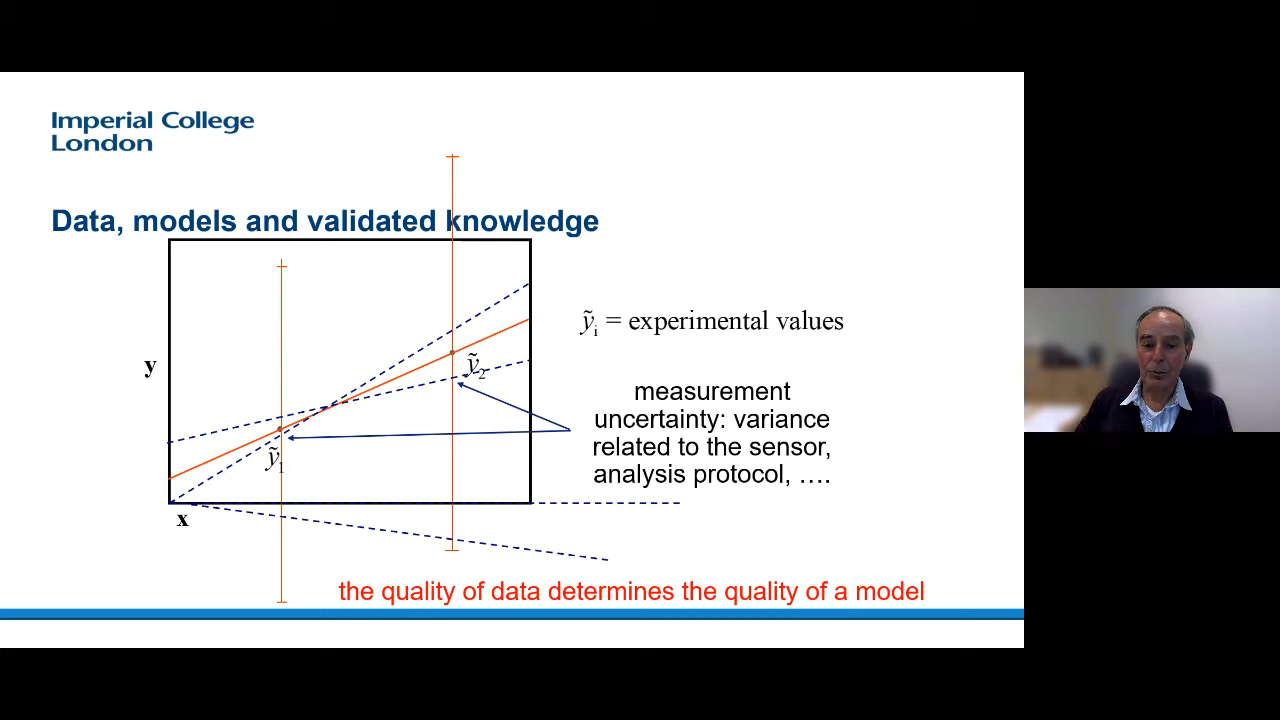 Imperial College
London
Data, models and validated knowledge
ỹi = experimental values
y
ỹ2
measurement
uncertainty: variance
related to the sensor,
analysis protocol, ….
ỹ1
x
the quality of data determines the quality of a model